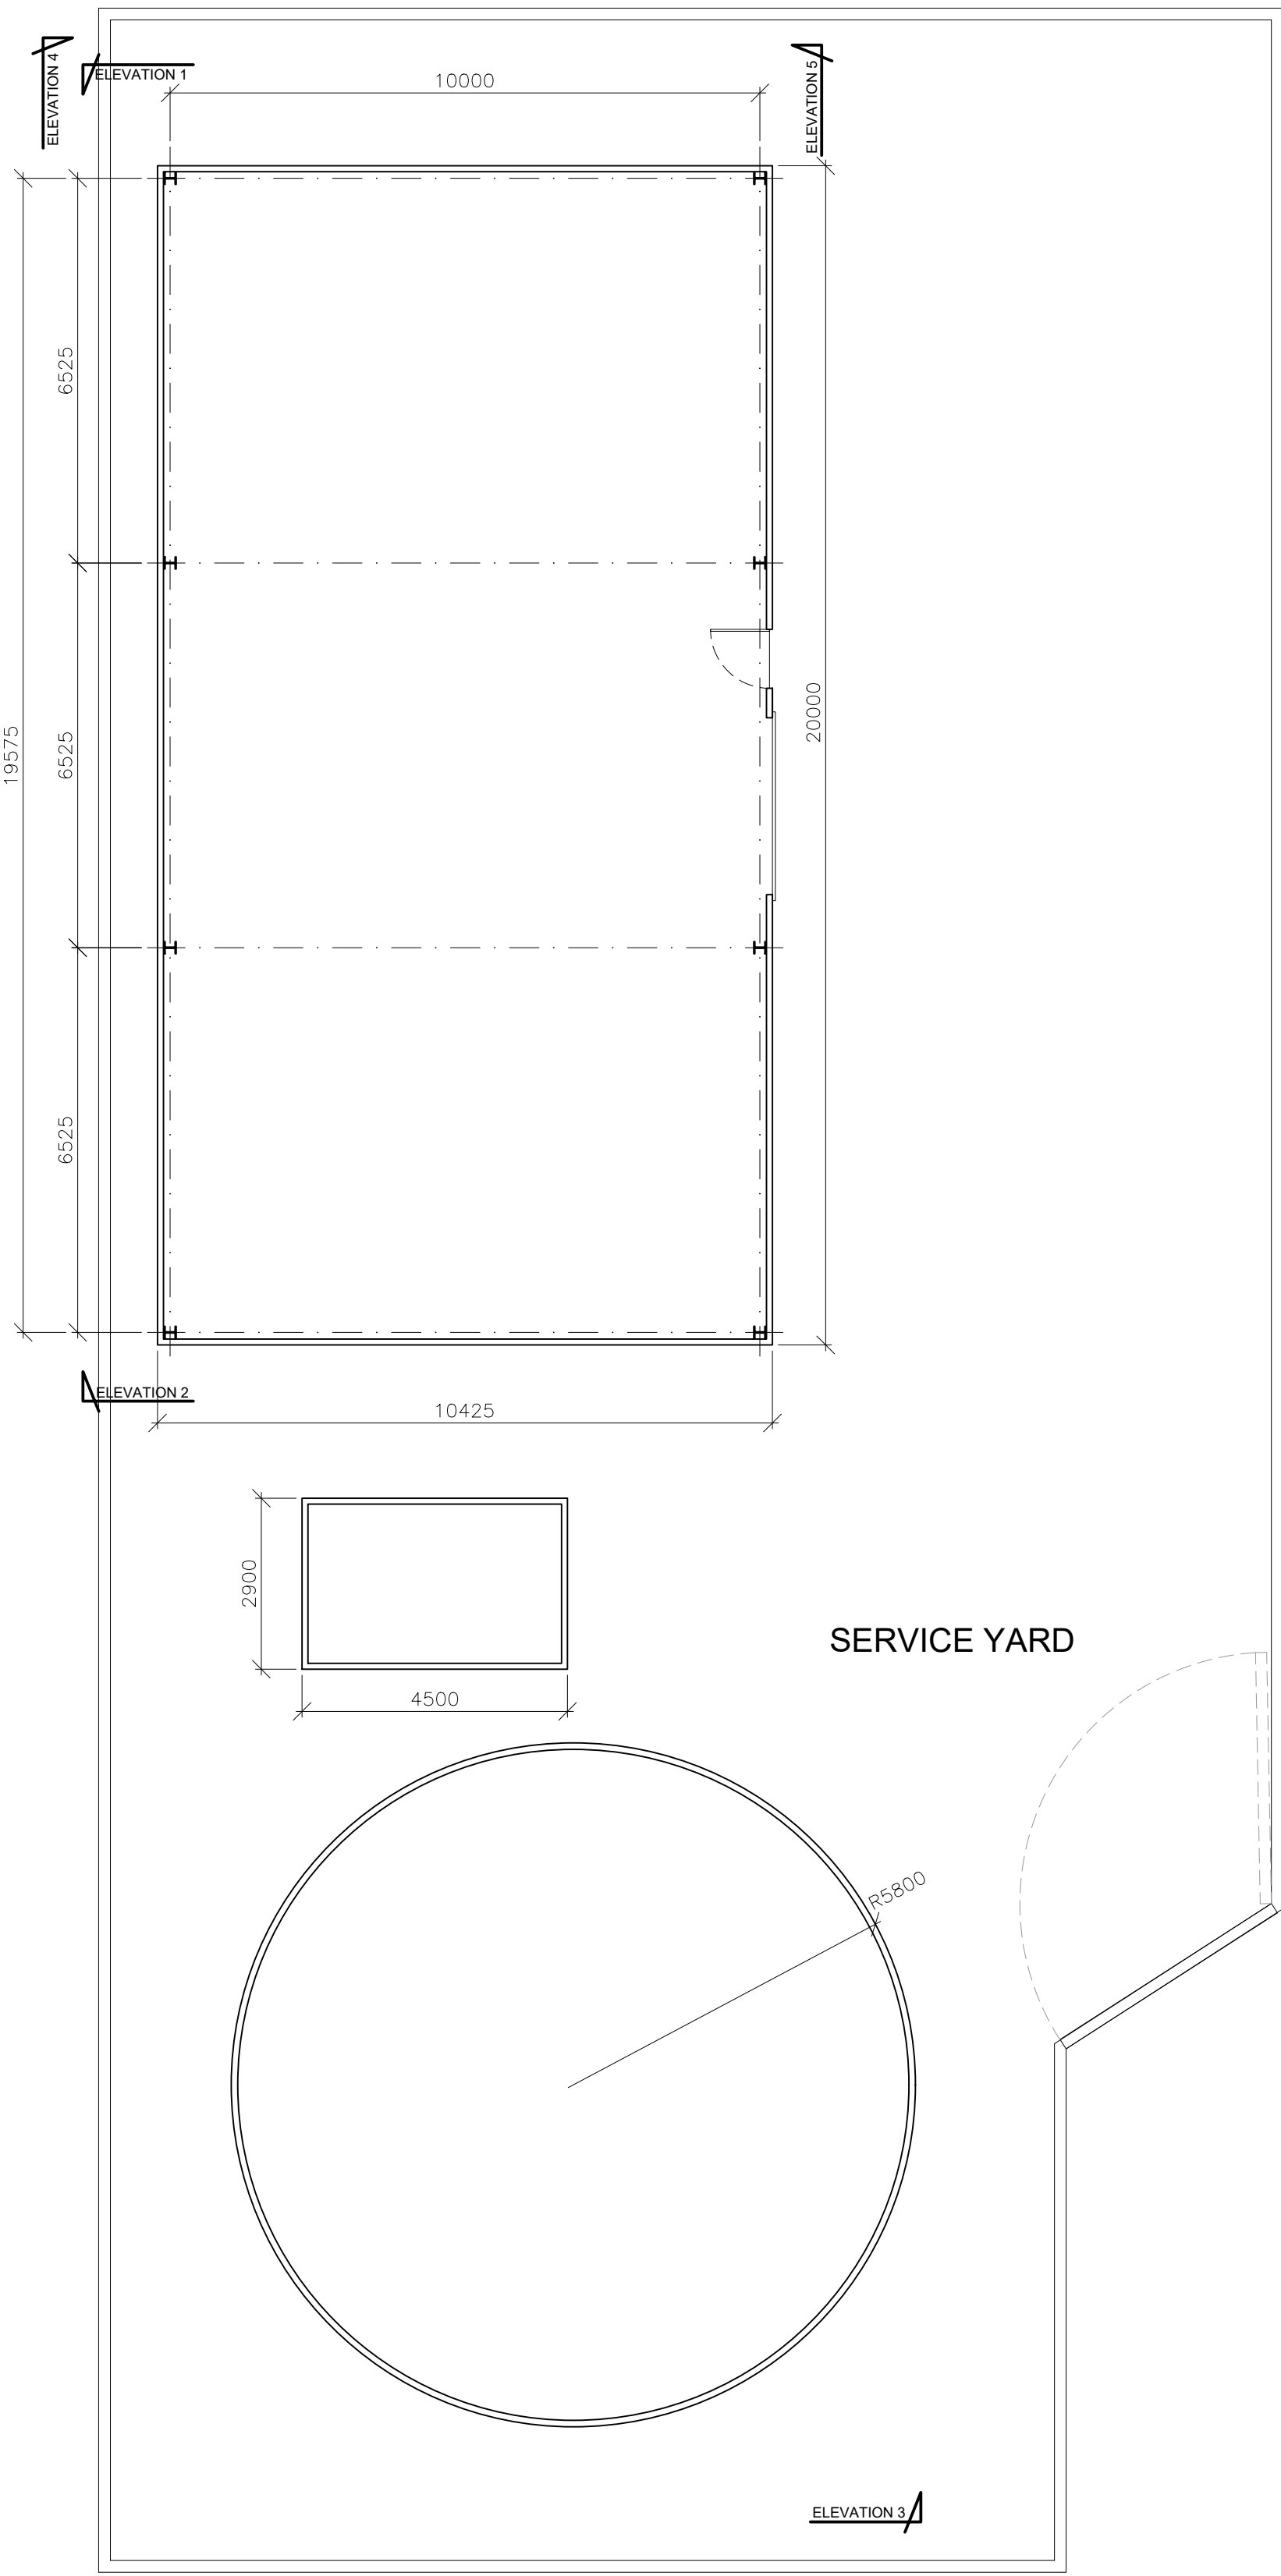 ELEVATION 4
ELEVATION 1
10000
ELEVATION 5
6525
19575
6525
20000
6525
ELEVATION 2
10425
2900
4500
SERVICE YARD
R5800
ELEVATION 3